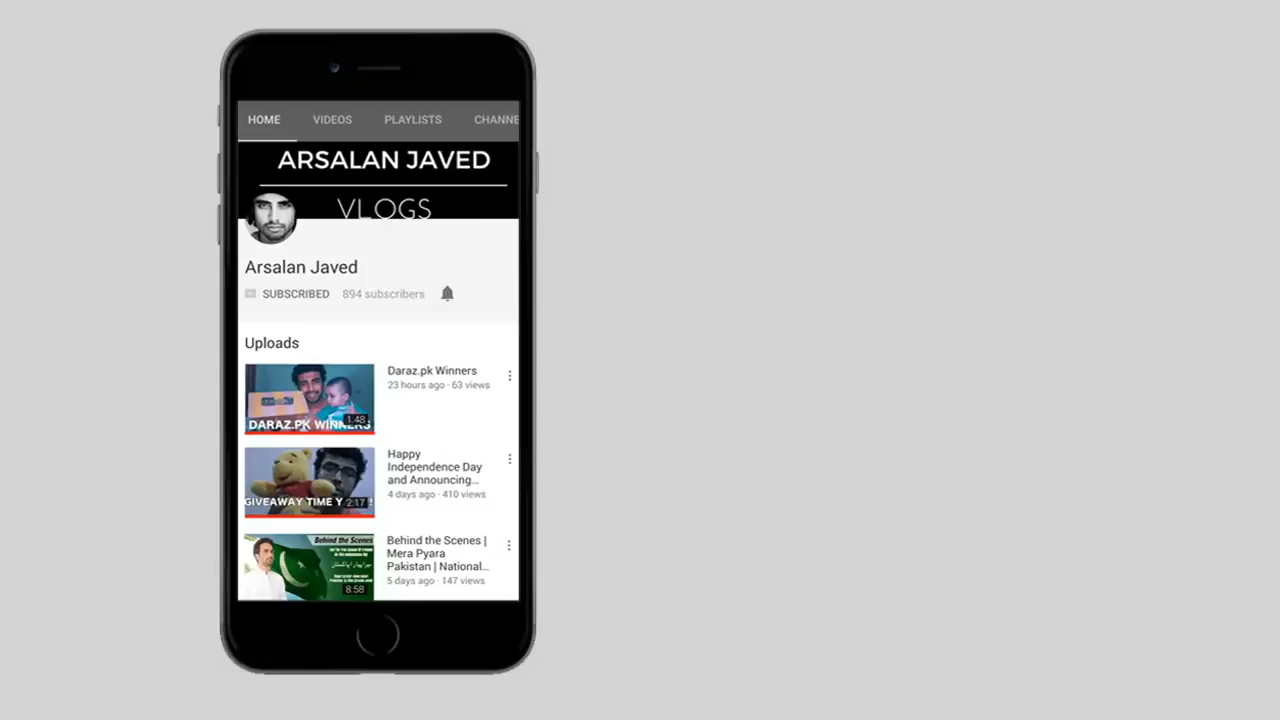 HOME VIDEOS PLAYLISTS CHANNE
ARSALAN JAVED
VLOGS
Arsalan Javed
SUBSCRIBED 894 subscribers
Uploads
DARAZ.PK WINNERS
1:48
Daraz.pk Winners
23 hours ago · 63 views
GIVEAWAY TIME Y !
2:17
Happy
Independence Day
and Announcing...
4 days ago · 410 views
Behind the Scenes
میرا پیارا پاکستان
8:58
Behind the Scenes |
Mera Pyara
Pakistan | National...
5 days ago · 147 views